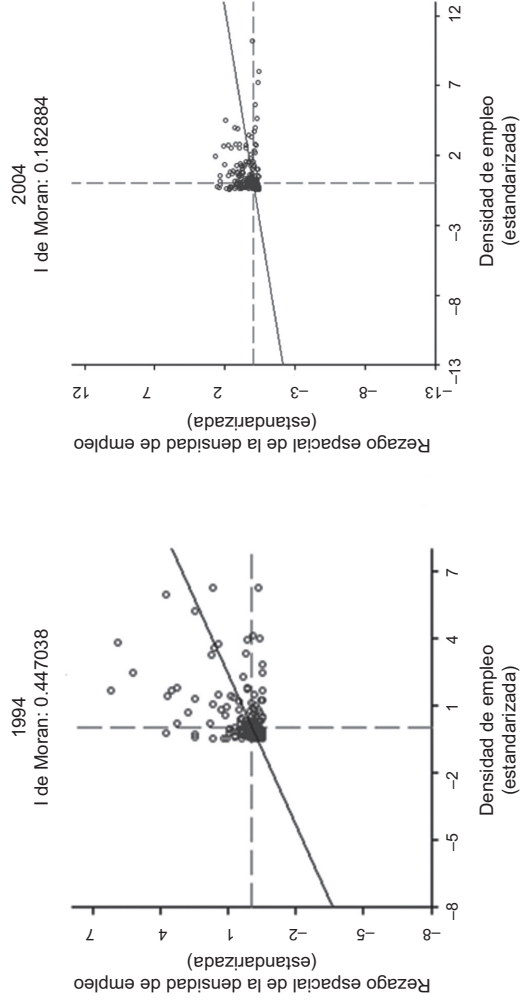 1994
I de Moran: 0.447038
Rezago espacial de la densidad de empleo
(estandarizada)
7
4
1
−2
−5
−8
−8 −5 −2 1 4 7
Densidad de empleo
(estandarizada)
2004
I de Moran: 0.182884
Rezago espacial de la densidad de empleo
(estandarizada)
12
7
2
−3
−8
−13
−13 −8 −3 2 7 12
Densidad de empleo
(estandarizada)